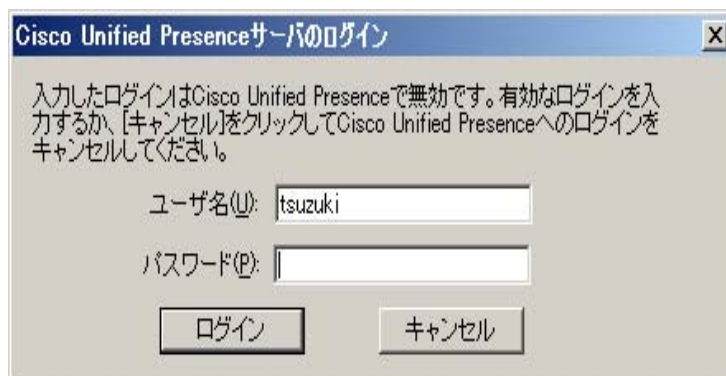 Cisco Unified Presenceサーバのログイン
入力したログインはCisco Unified Presenceで無効です。有効なログインを入
力するか、[キャンセル]をクリックしてCisco Unified Presenceへのログインを
キャンセルしてください。
ユーザ名(U): tsuzuki
パスワード(P):
ログイン キャンセル